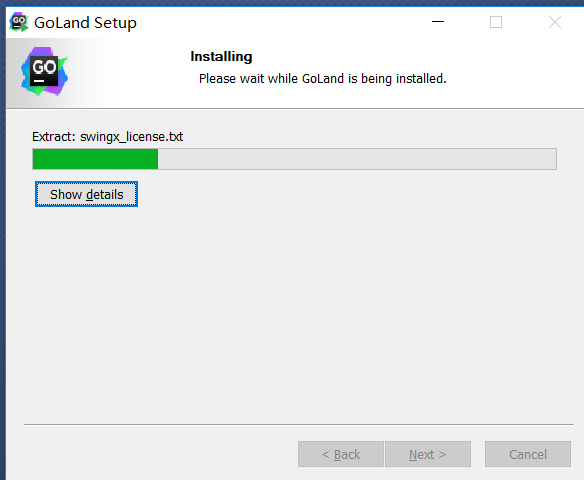 GoLand Setup
GO
Installing
Please wait while GoLand is being installed.
Extract: swingx_license.txt
Show details
< Back
Next >
Cancel